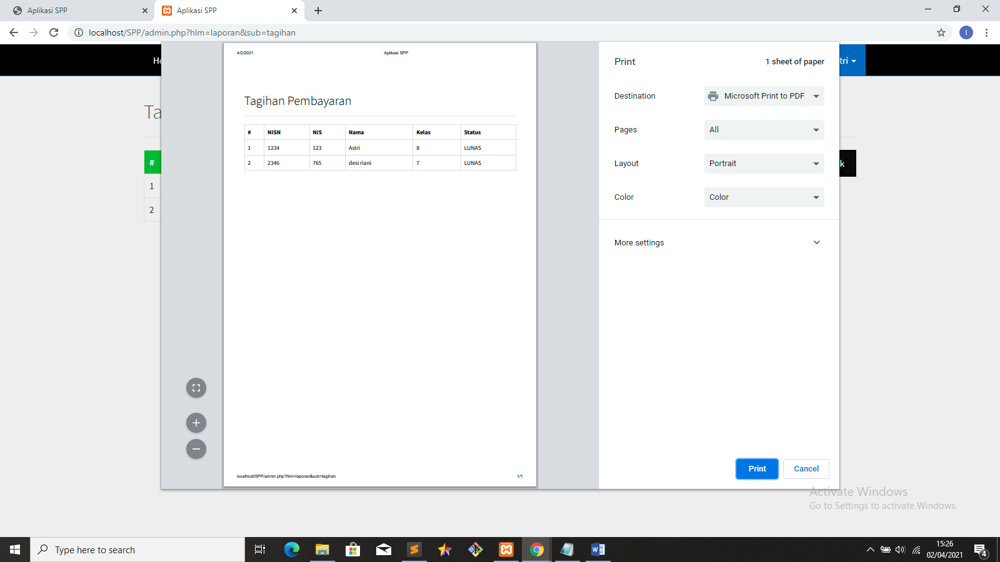 Aplikasi SPP
Aplikasi SPP
localhost/SPP/admin.php?hlm=laporan&sub=tagihan
4/2/2021 Aplikasi SPP
Tagihan Pembayaran
# NISN NIS Nama Kelas Status
1 1234 123 Astri 8 LUNAS
2 2346 765 desi riani 7 LUNAS
localhost/SPP/admin.php?hlm=laporan&sub=tagihan 1/1
Print 1 sheet of paper
Destination Microsoft Print to PDF
Pages All
Layout Portrait
Color Color
More settings
Print Cancel
tri
Ta
#
1
2
k
I
Activate Windows
Go to Settings to activate Windows.
Type here to search
15:26
02/04/2021
4